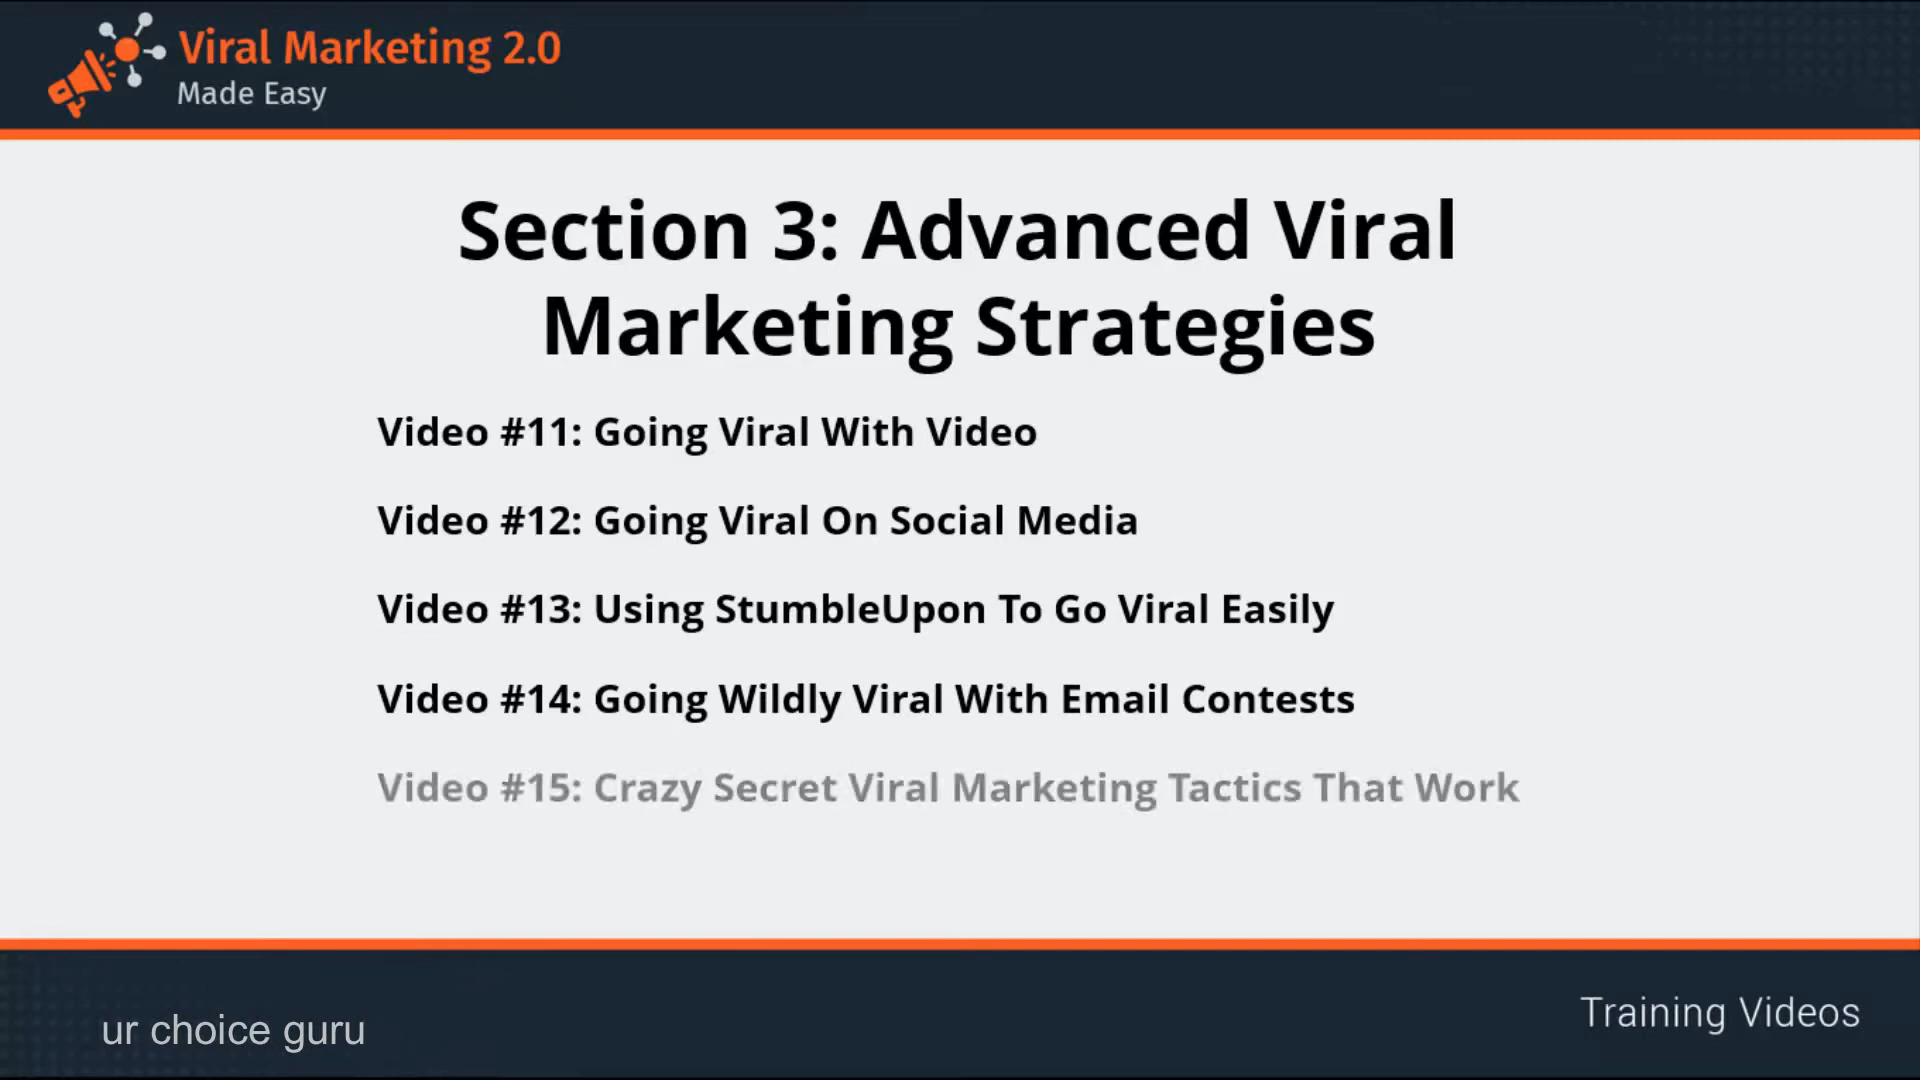 Viral Marketing 2.0
Made Easy
Section 3: Advanced Viral
Marketing Strategies
Video #11: Going Viral With Video
Video #12: Going Viral On Social Media
Video #13: Using StumbleUpon To Go Viral Easily
Video #14: Going Wildly Viral With Email Contests
Video #15: Crazy Secret Viral Marketing Tactics That Work
Training Videos
ur choice guru